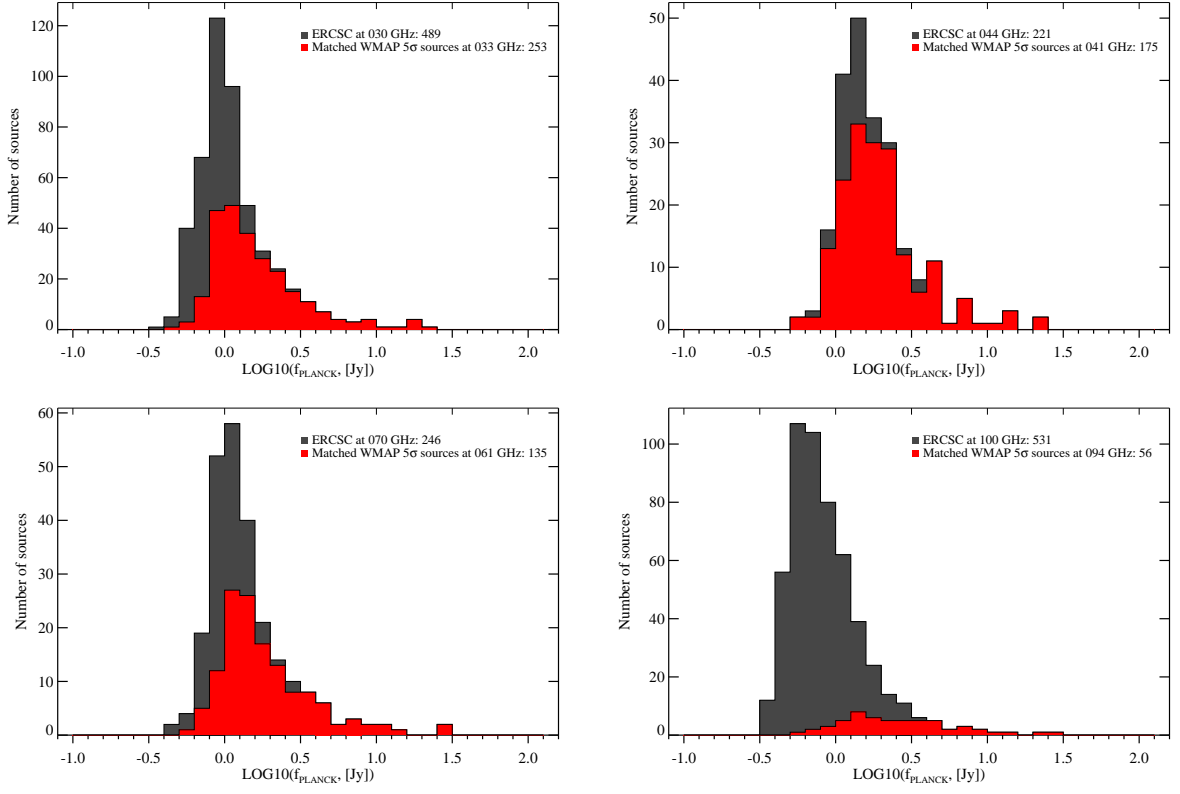 120
100
80
60
40
20
0
Number of sources
ERCSC at 030 GHz: 489
Matched WMAP 5σ sources at 033 GHz: 253
-1.0 -0.5 0.0 0.5 1.0 1.5 2.0
LOG10(fPLANCK, [Jy])
50
40
30
20
10
0
Number of sources
ERCSC at 044 GHz: 221
Matched WMAP 5σ sources at 041 GHz: 175
-1.0 -0.5 0.0 0.5 1.0 1.5 2.0
LOG10(fPLANCK, [Jy])
60
50
40
30
20
10
0
Number of sources
ERCSC at 070 GHz: 246
Matched WMAP 5σ sources at 061 GHz: 135
-1.0 -0.5 0.0 0.5 1.0 1.5 2.0
LOG10(fPLANCK, [Jy])
100
80
60
40
20
0
Number of sources
ERCSC at 100 GHz: 531
Matched WMAP 5σ sources at 094 GHz: 56
-1.0 -0.5 0.0 0.5 1.0 1.5 2.0
LOG10(fPLANCK, [Jy])